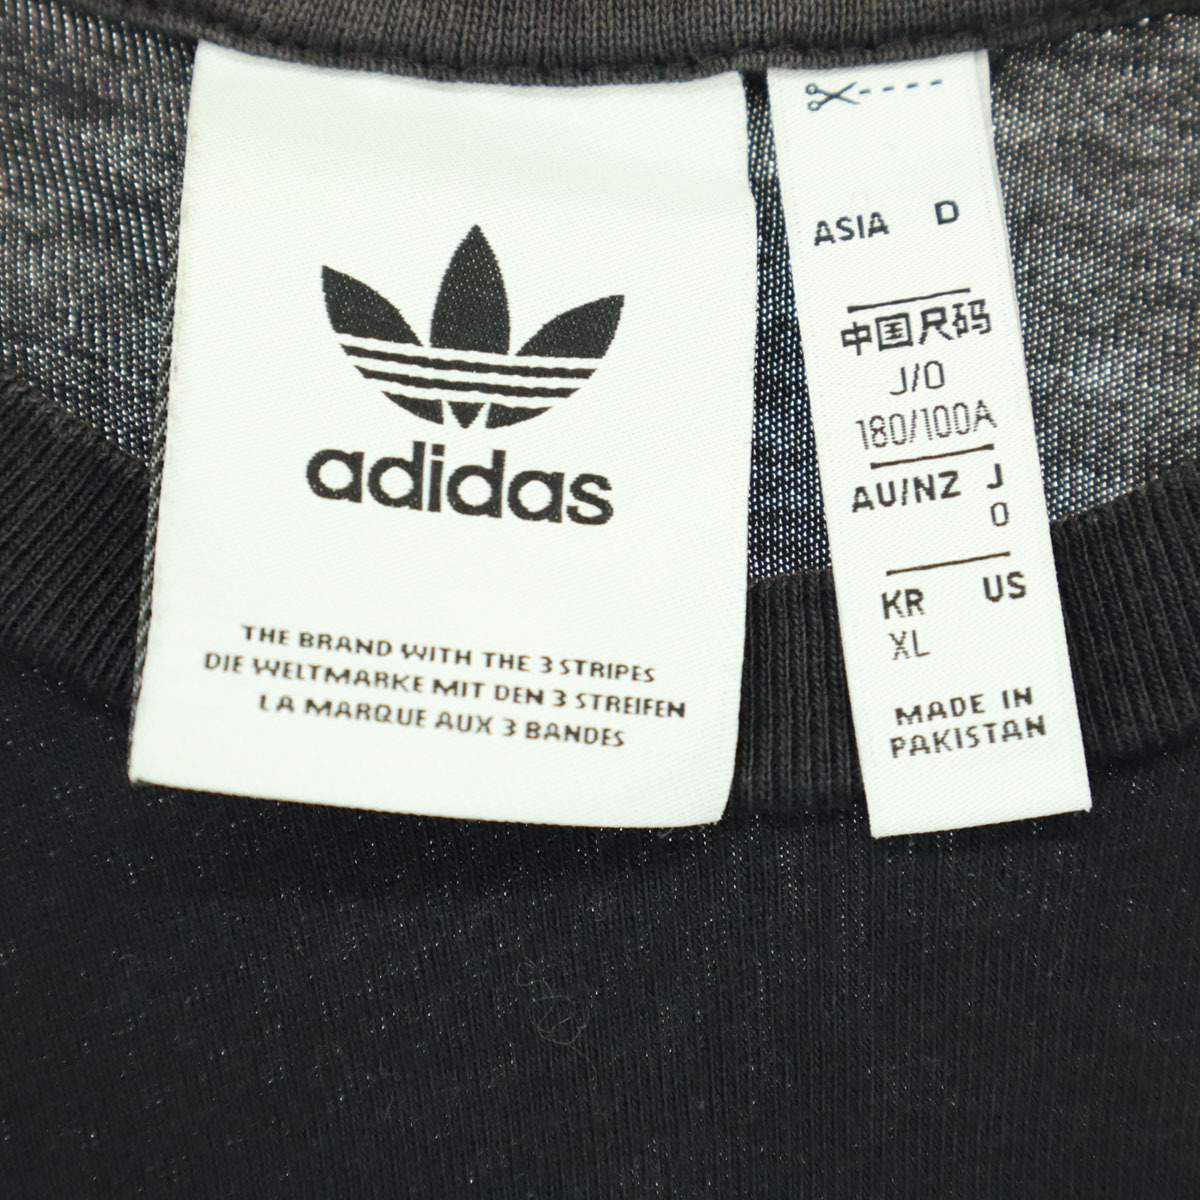 adidas
THE BRAND WITH THE 3 STRIPES
DIE WELTMARKE MIT DEN 3 STREIFEN
LA MARQUE AUX 3 BANDES
ASIA D
中国尺码
J/O
180/100A
AU/NZ J
O
KR US
XL
MADE IN
PAKISTAN